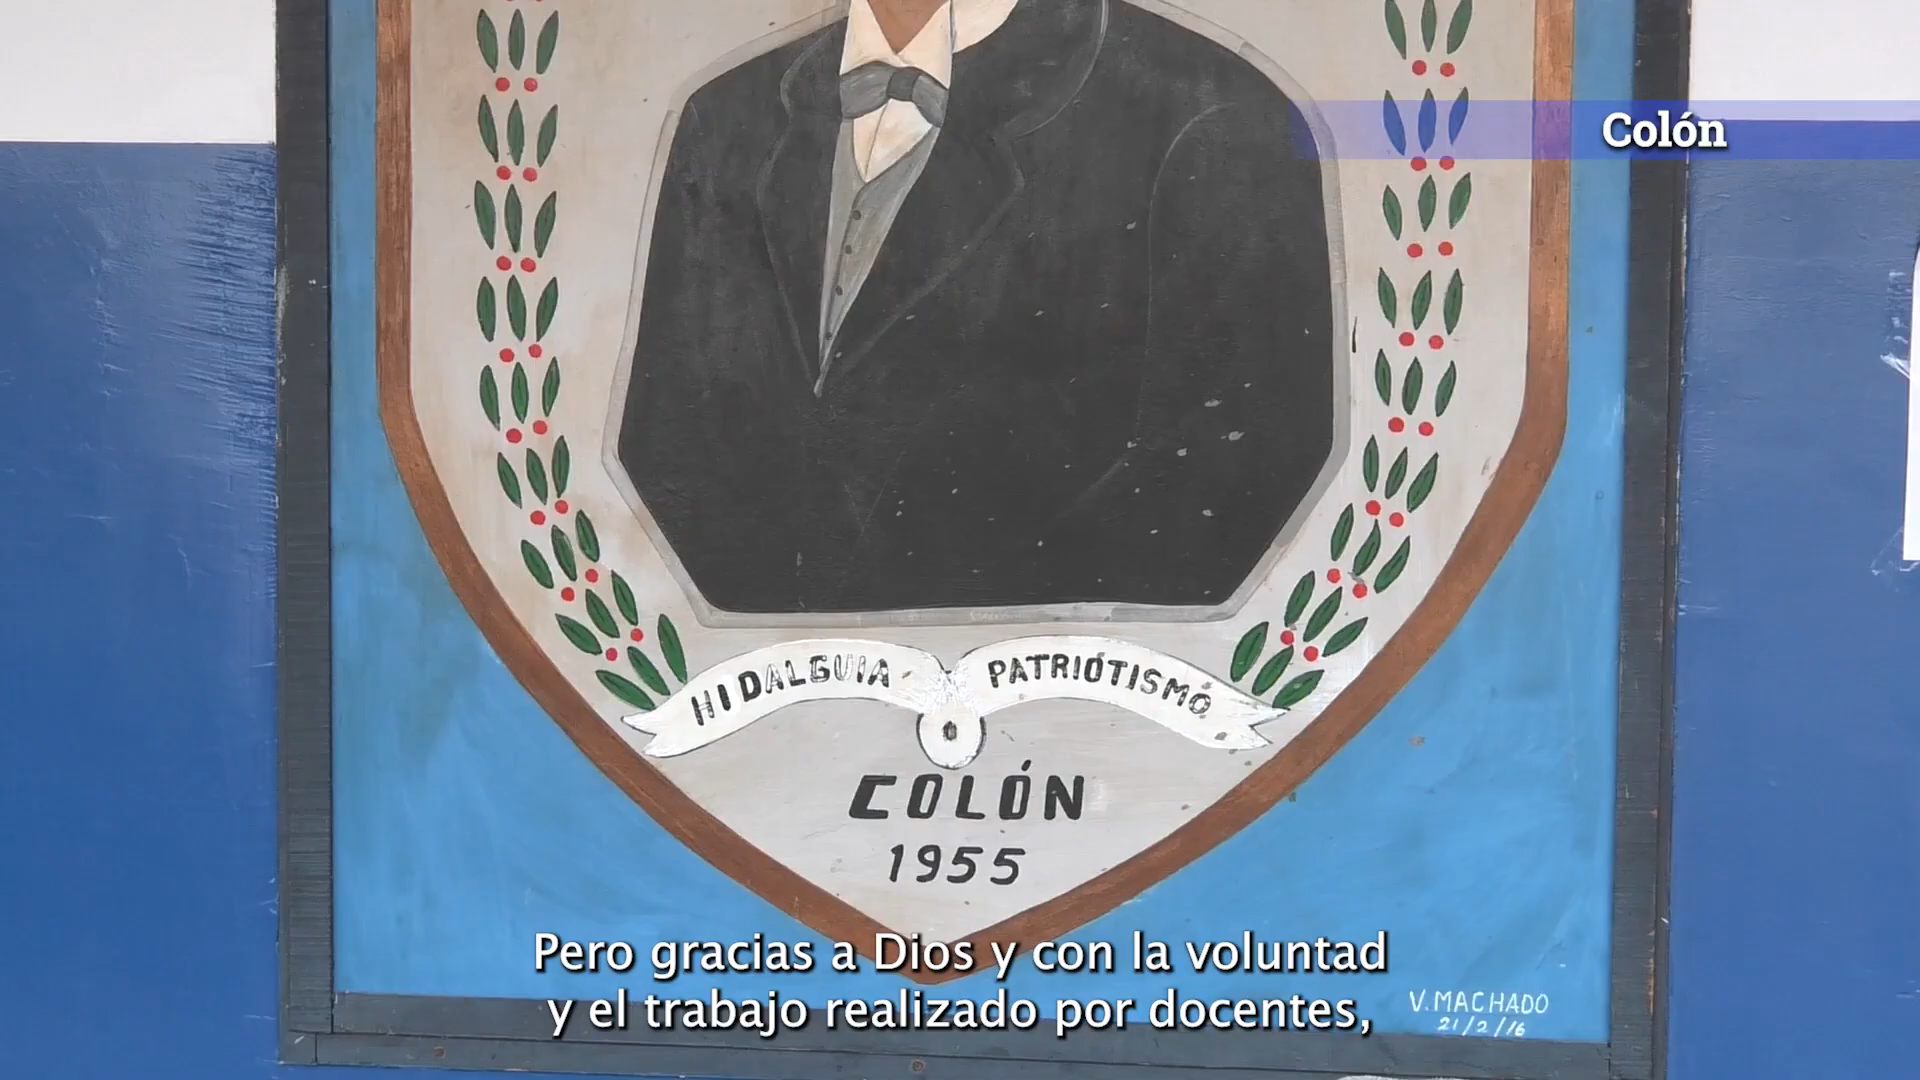 Colón
HIDALGUIA PATRIÓTISMÓ
COLÓN
1955
Pero gracias a Dios y con la voluntad
y el trabajo realizado por docentes,
V. MACHADO
21/2/16